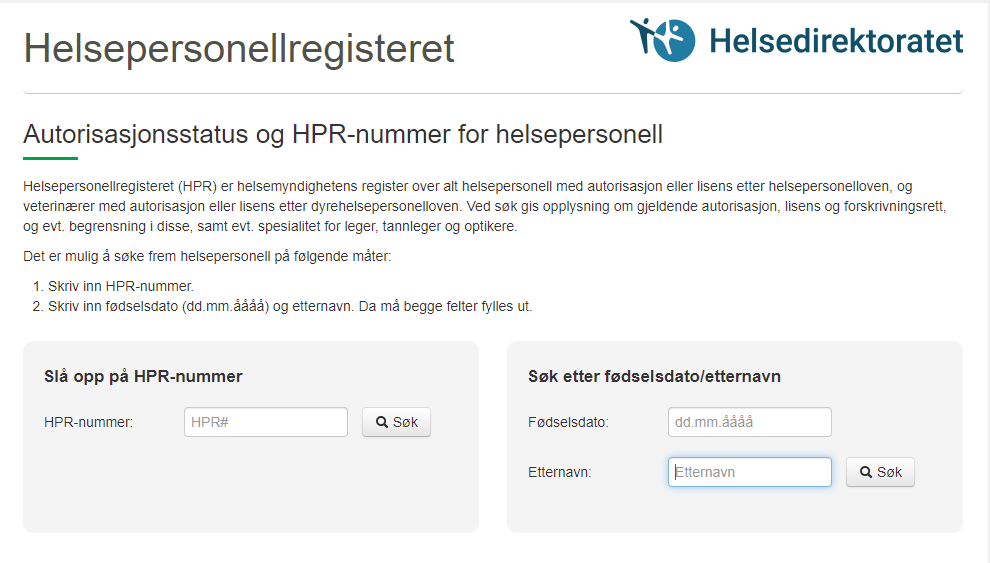 Helsepersonellregisteret
Helsedirektoratet
Autorisasjonsstatus og HPR-nummer for helsepersonell
Helsepersonellregisteret (HPR) er helsemyndighetens register over alt helsepersonell med autorisasjon eller lisens etter helsepersonelloven, og
veterinærer med autorisasjon eller lisens etter dyrehelsepersonelloven. Ved søk gis opplysning om gjeldende autorisasjon, lisens og forskrivningsrett,
og evt. begrensning i disse, samt evt. spesialitet for leger, tannleger og optikere.
Det er mulig å søke frem helsepersonell på følgende måter:
1. Skriv inn HPR-nummer.
2. Skriv inn fødselsdato (dd.mm.åååå) og etternavn. Da må begge felter fylles ut.
Slå opp på HPR-nummer
HPR-nummer: HPR# Søk
Søk etter fødselsdato/etternavn
Fødselsdato: dd.mm.åååå
Etternavn: Etternavn Søk